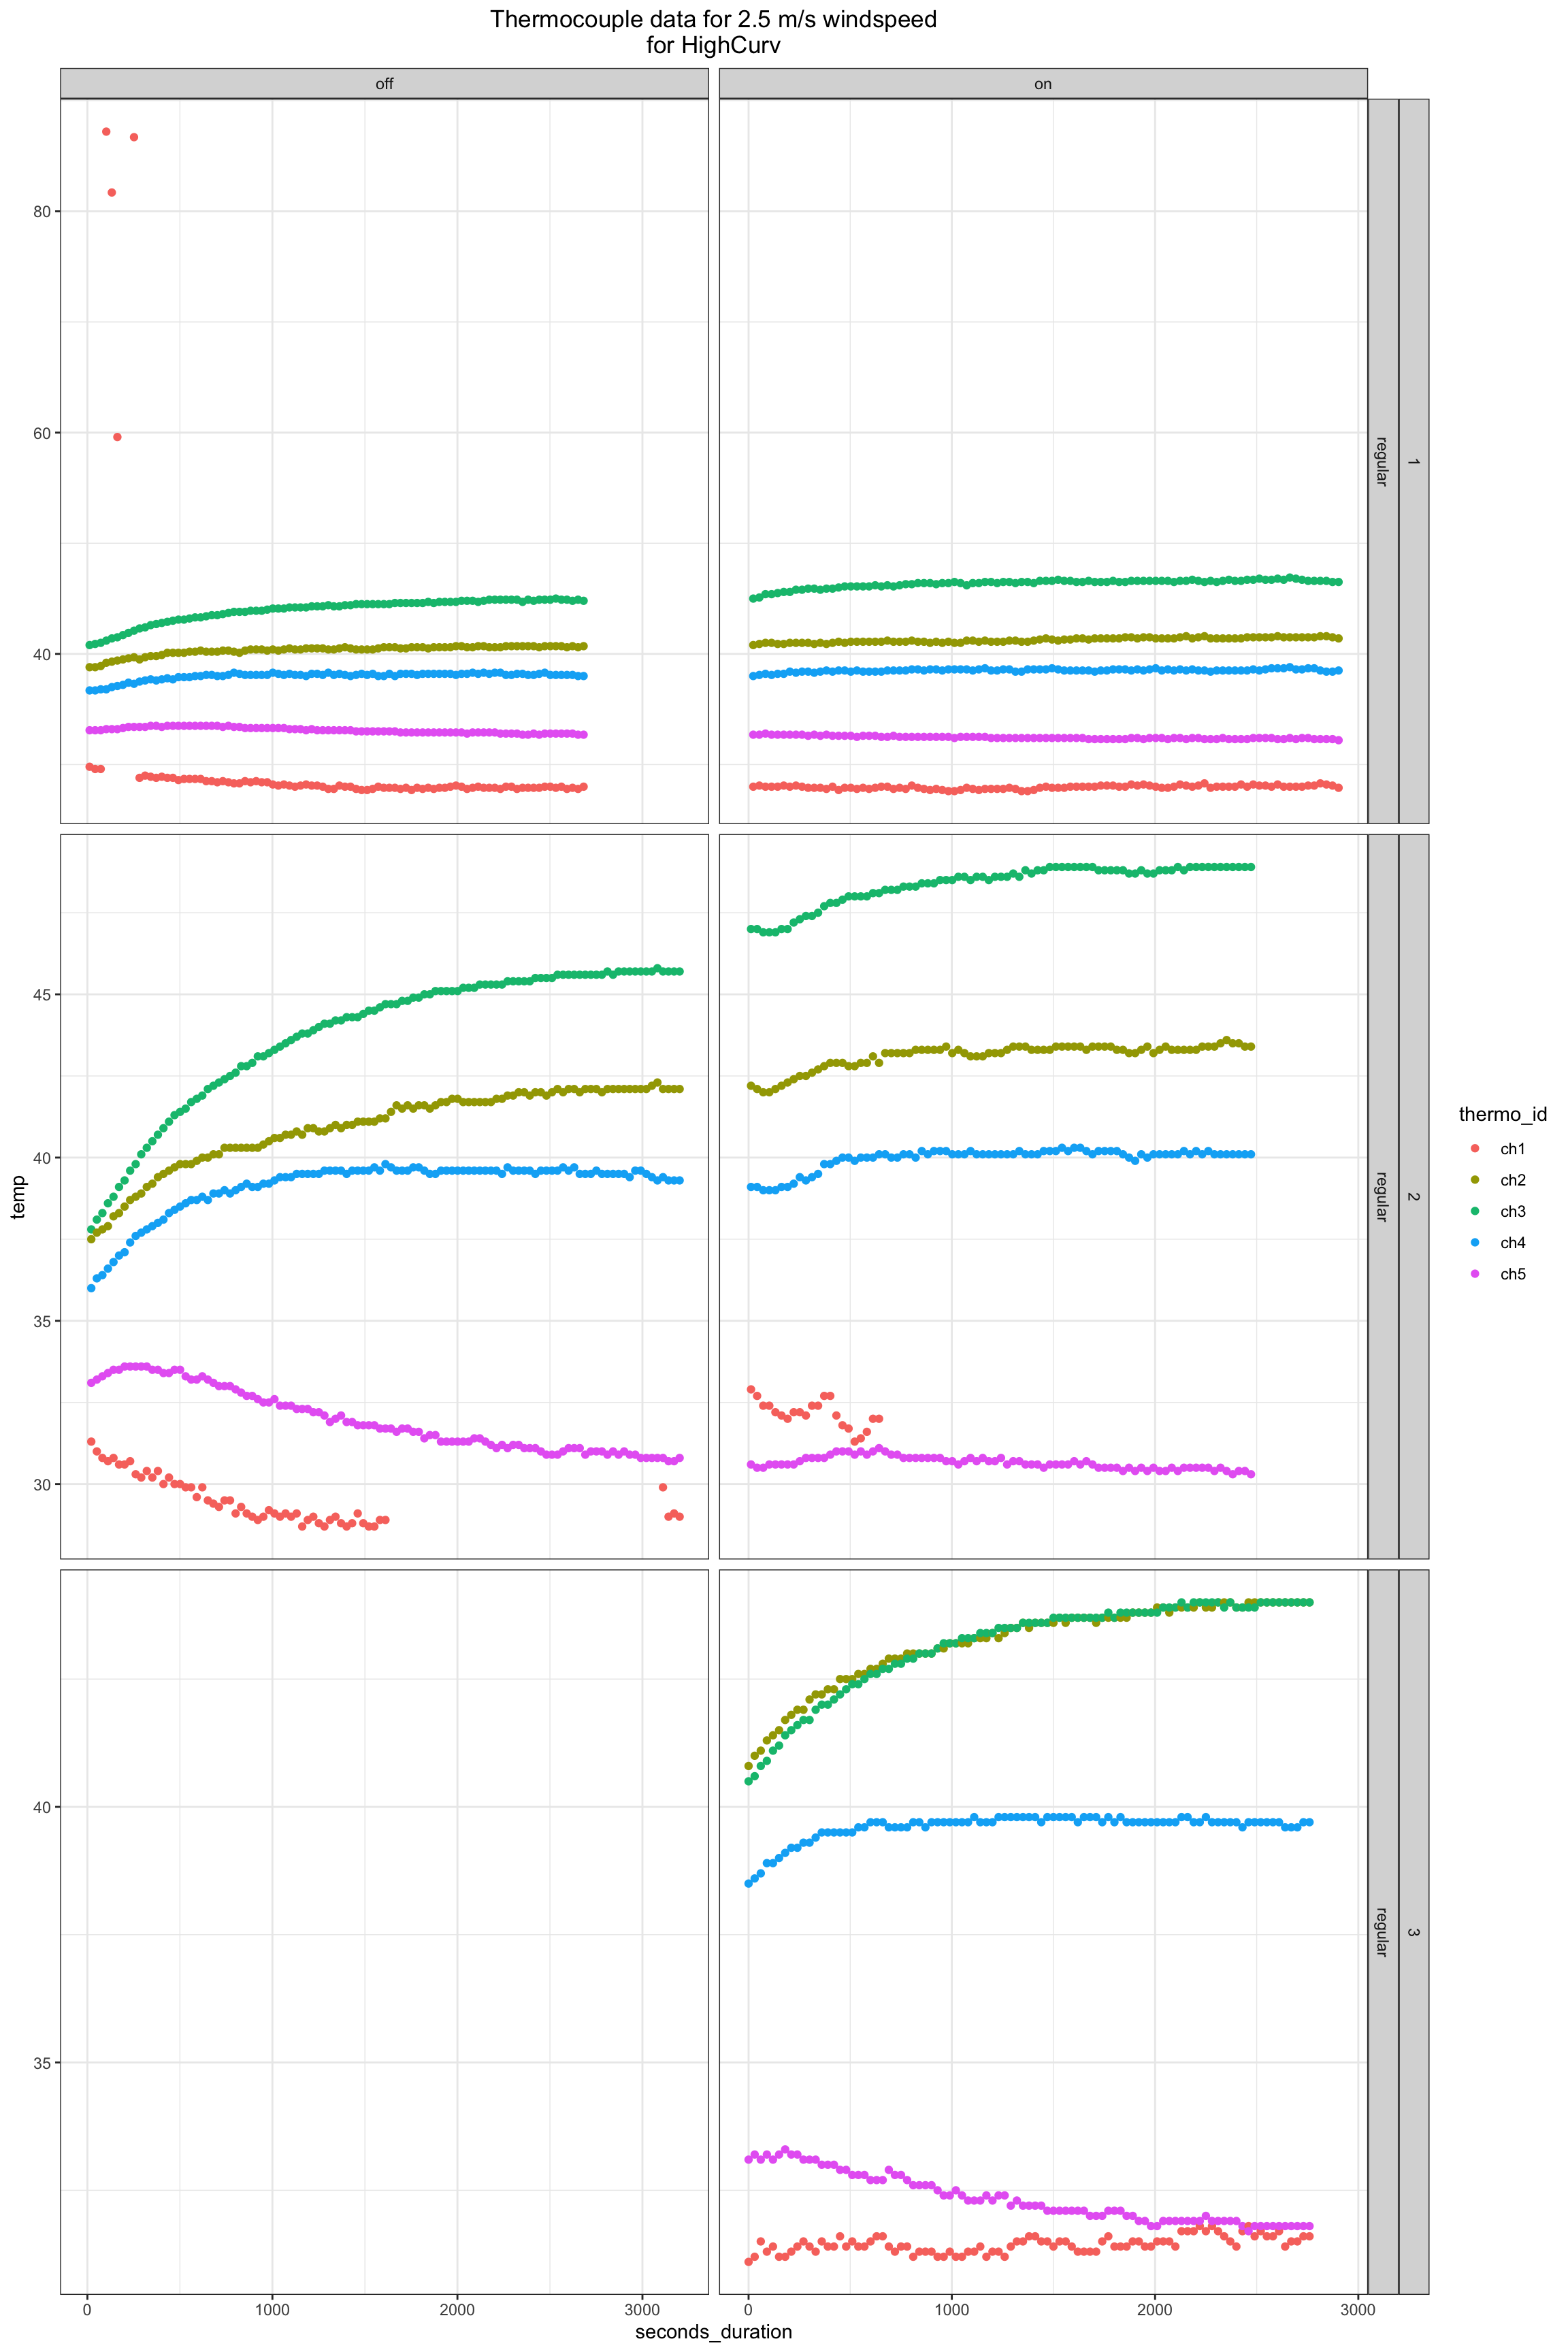 Thermocouple data for 2.5 m/s windspeed
for HighCurv
off
on
80
60
40
regular
1
45
40
35
30
regular
2
temp
thermo_id
ch1
ch2
ch3
ch4
ch5
40
35
regular
3
0
1000
2000
3000
0
1000
2000
3000
seconds_duration